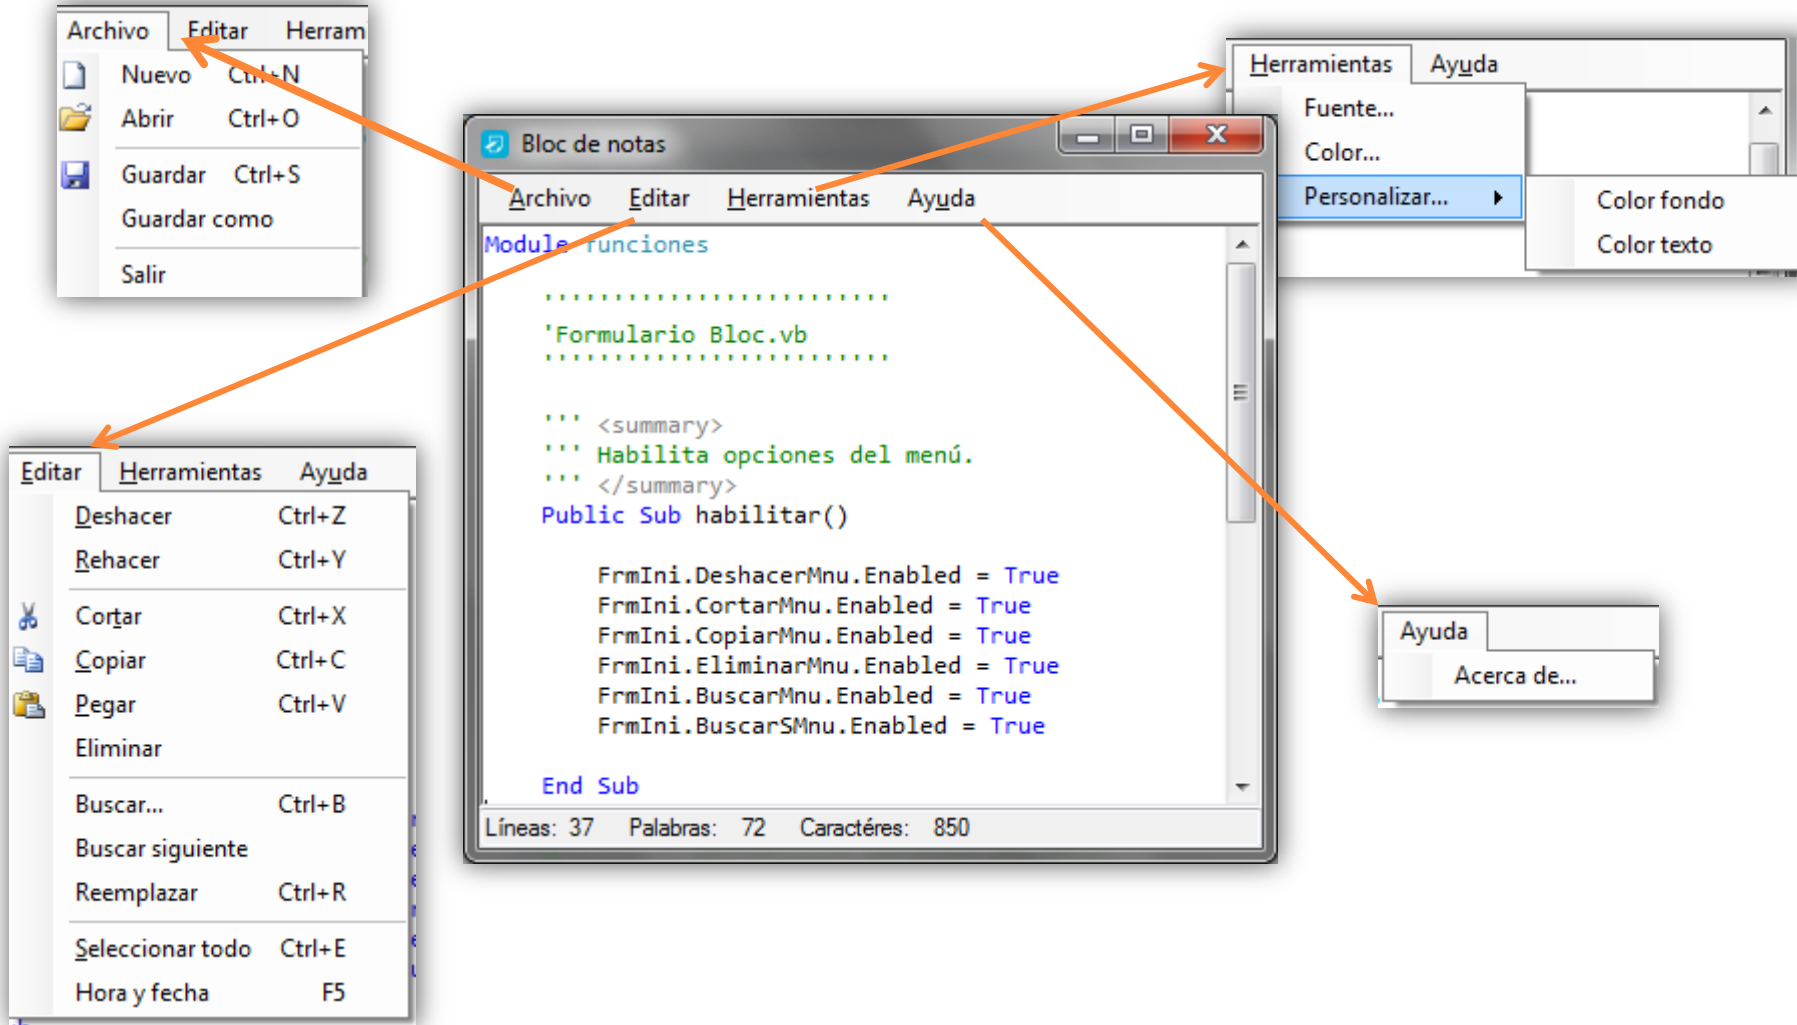 Archivo Editar Herram
Nuevo Ctrl+N
Abrir Ctrl+O
Guardar Ctrl+S
Guardar como
Salir
Bloc de notas
Archivo Editar Herramientas Ayuda
Module funciones
'''''''''''''''''''''''''
'Formulario Bloc.vb
'''''''''''''''''''''''''
''' <summary>
''' Habilita opciones del menú.
''' </summary>
Public Sub habilitar()
FrmIni.DeshacerMnu.Enabled = True
FrmIni.CortarMnu.Enabled = True
FrmIni.CopiarMnu.Enabled = True
FrmIni.EliminarMnu.Enabled = True
FrmIni.BuscarMnu.Enabled = True
FrmIni.BuscarSMnu.Enabled = True
End Sub
Líneas: 37 Palabras: 72 Caractéres: 850
Herramientas Ayuda
Fuente...
Color...
Personalizar...
Color fondo
Color texto
Editar Herramientas Ayuda
Deshacer Ctrl+Z
Rehacer Ctrl+Y
Cortar Ctrl+X
Copiar Ctrl+C
Pegar Ctrl+V
Eliminar
Buscar... Ctrl+B
Buscar siguiente
Reemplazar Ctrl+R
Seleccionar todo Ctrl+E
Hora y fecha F5
Ayuda
Acerca de...